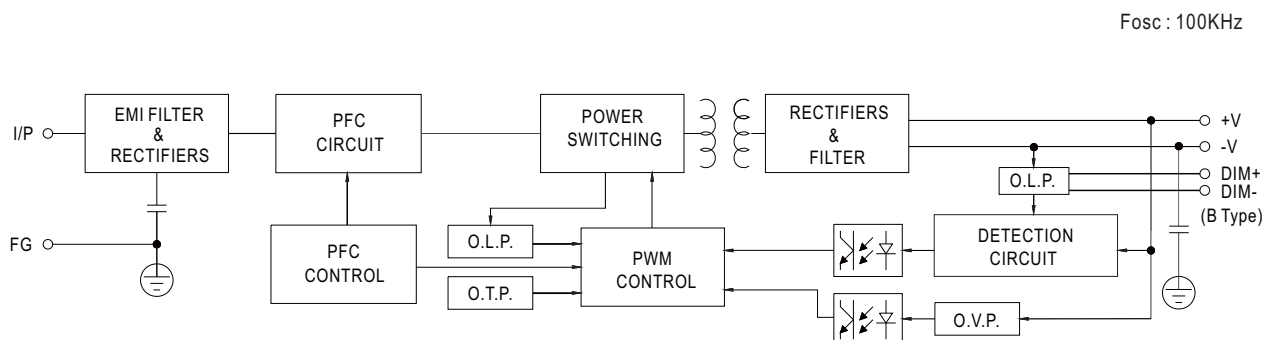 Fosc : 100KHz
I/P
EMI FILTER
&
RECTIFIERS
PFC
CIRCUIT
POWER
SWITCHING
RECTIFIERS
&
FILTER
+V
-V
DIM+
DIM-
(B Type)
O.L.P.
FG
PFC
CONTROL
O.L.P.
O.T.P.
PWM
CONTROL
DETECTION
CIRCUIT
O.V.P.